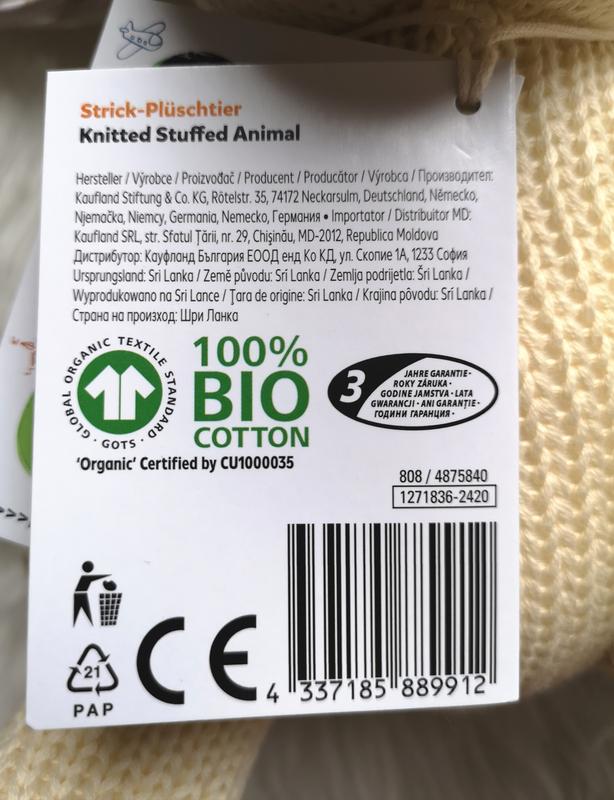 Strick-Plüschtier
Knitted Stuffed Animal
Hersteller / Výrobce / Proizvođač / Producent / Producător / Výrobca / Производител:
Kaufland Stiftung & Co. KG, Rötelstr. 35, 74172 Neckarsulm, Deutschland, Německo,
Njemačka, Niemcy, Germania, Nemecko, Германия • Importator / Distribuitor MD:
Kaufland SRL, str. Sfatul Țării, nr. 29, Chişinău, MD-2012, Republica Moldova
Дистрибутор: Кауфланд България ЕООД енд Ко КД, ул. Скопие 1А, 1233 София
Ursprungsland: Sri Lanka / Země původu: Srí Lanka / Zemlja podrijetla: Šri Lanka /
Wyprodukowano na Sri Lance / Țara de origine: Sri Lanka / Krajina pôvodu: Srí Lanka /
Страна на произход: Шри Ланка
GLOBAL ORGANIC TEXTILE STANDARD
· GOTS ·
100%
BIO
COTTON
'Organic' Certified by CU1000035
3
JAHRE GARANTIE •
ROKY ZÁRUKA •
GODINE JAMSTVA • LATA
GWARANCJI • ANI GARANȚIE •
ГОДИНИ ГАРАНЦИЯ •
808 / 4875840
1271836-2420
21
PAP
CE
4 337185 889912